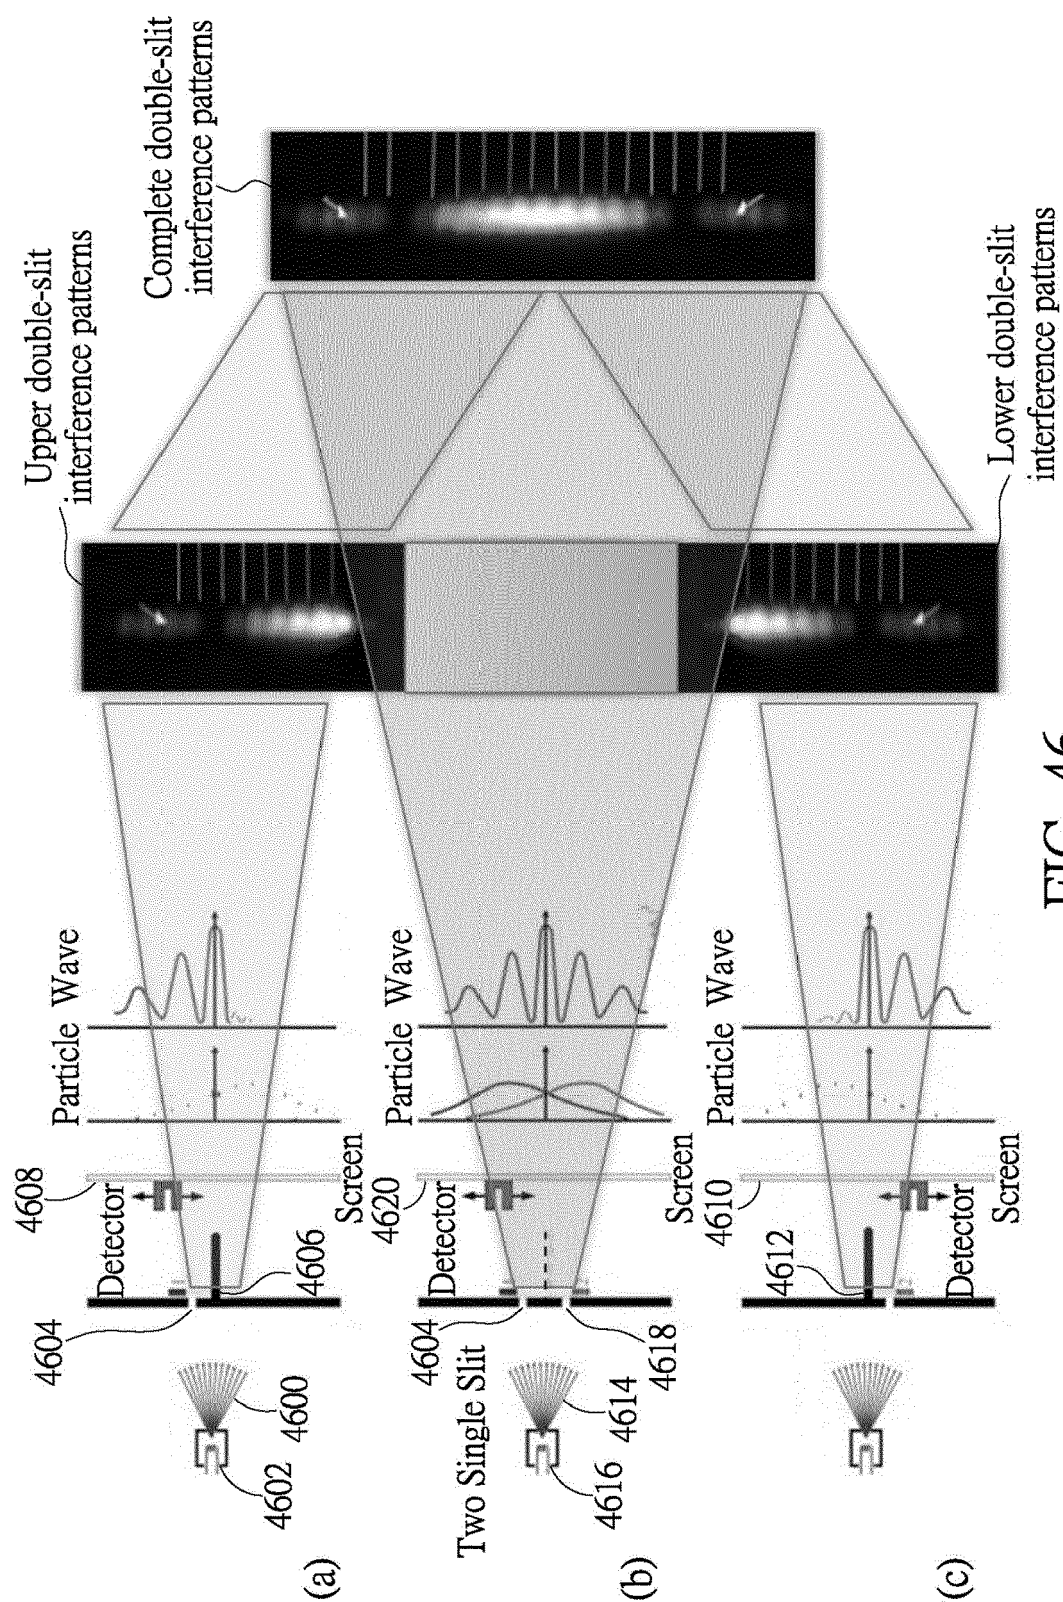 Upper double-slit
interference patterns
Complete double-slit
interference patterns
Lower double-slit
interference patterns
(a)
4602
4600
4604
4606
Detector
4608
Screen
Particle
Wave
(b)
Two Single Slit
4616
4614
4604
4618
Detector
4620
Screen
Particle
Wave
(c)
4612
4610
Detector
Screen
Particle
Wave
FIG. 46